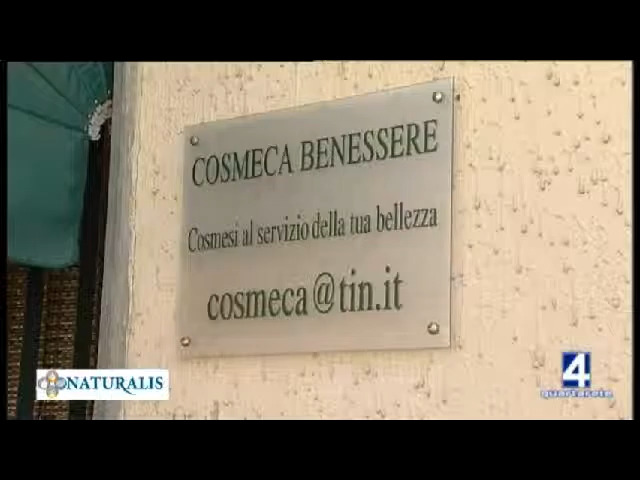 COSMECA BENESSERE
Cosmesi al servizio della tua bellezza
cosmeca@tin.it
NATURALIS
4
quartarete